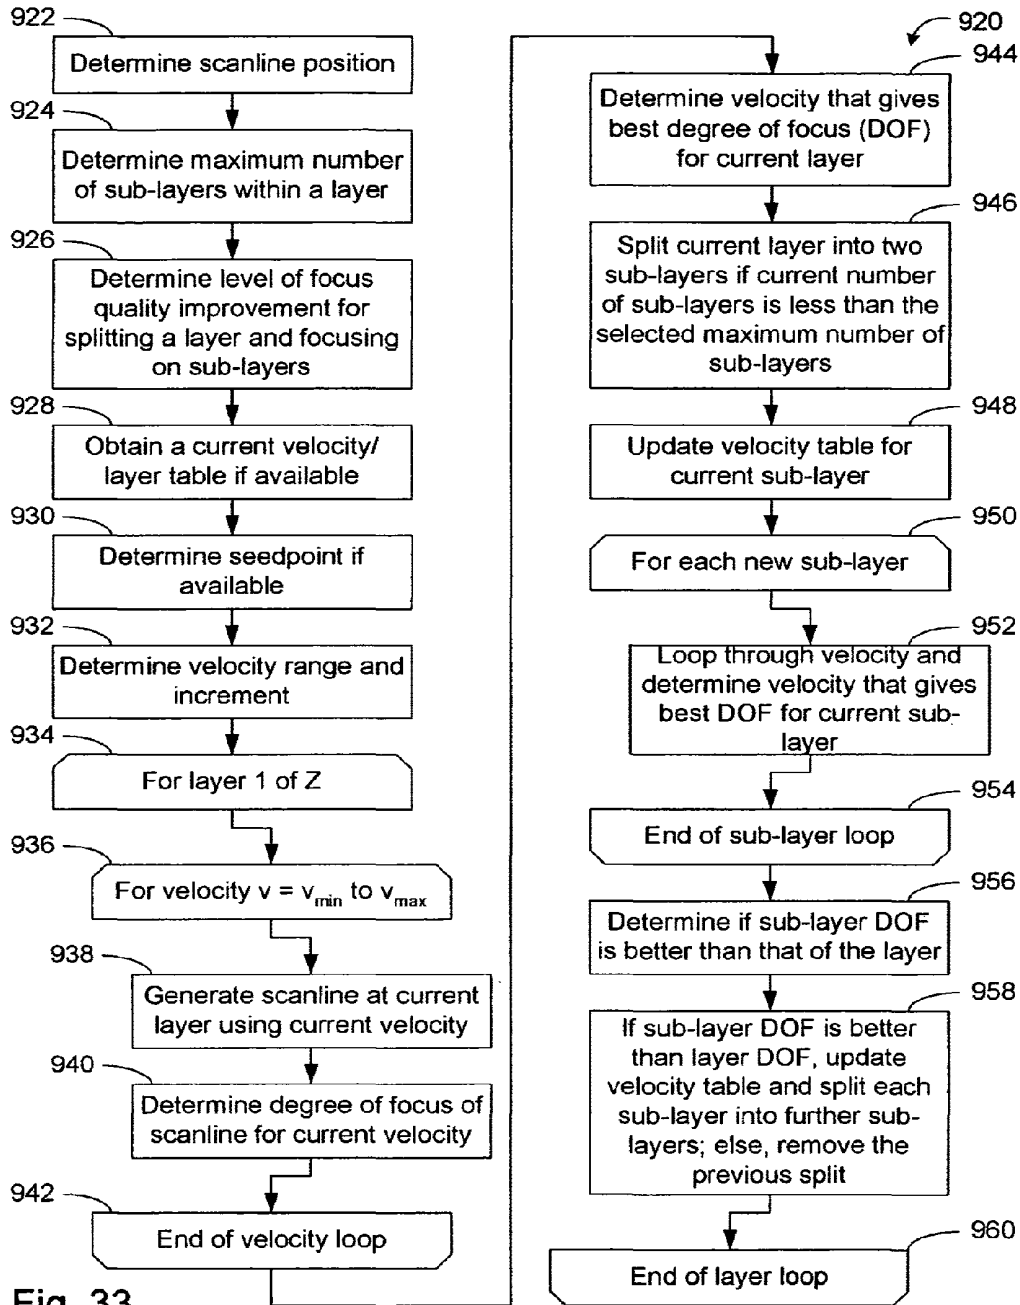 922
Determine scanline position
924
Determine maximum number
of sub-layers within a layer
926
Determine level of focus
quality improvement for
splitting a layer and focusing
on sub-layers
928
Obtain a current velocity/
layer table if available
930
Determine seedpoint if
available
932
Determine velocity range and
increment
934
For layer 1 of Z
936
For velocity v = vmin to vmax
938
Generate scanline at current
layer using current velocity
940
Determine degree of focus of
scanline for current velocity
942
End of velocity loop
Fig. 33
920
944
Determine velocity that gives
best degree of focus (DOF)
for current layer
946
Split current layer into two
sub-layers if current number
of sub-layers is less than the
selected maximum number of
sub-layers
948
Update velocity table for
current sub-layer
950
For each new sub-layer
952
Loop through velocity and
determine velocity that gives
best DOF for current sub-
layer
954
End of sub-layer loop
956
Determine if sub-layer DOF
is better than that of the layer
958
If sub-layer DOF is better
than layer DOF, update
velocity table and split each
sub-layer into further sub-
layers; else, remove the
previous split
960
End of layer loop